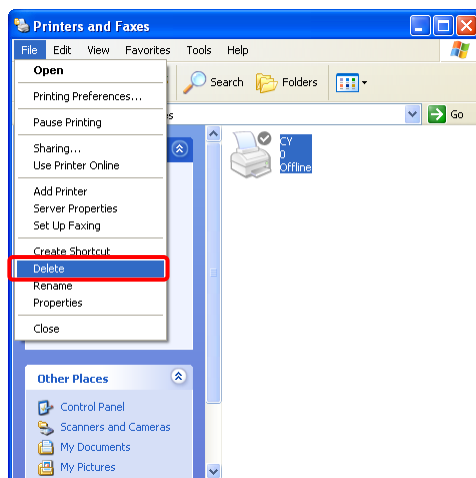 Printers and Faxes
File Edit View Favorites Tools Help
Search Folders
Go
Open
Printing Preferences...
Pause Printing
Sharing...
Use Printer Online
Add Printer
Server Properties
Set Up Faxing
Create Shortcut
Delete
Rename
Properties
Close
CY
0
Offline
Other Places
Control Panel
Scanners and Cameras
My Documents
My Pictures